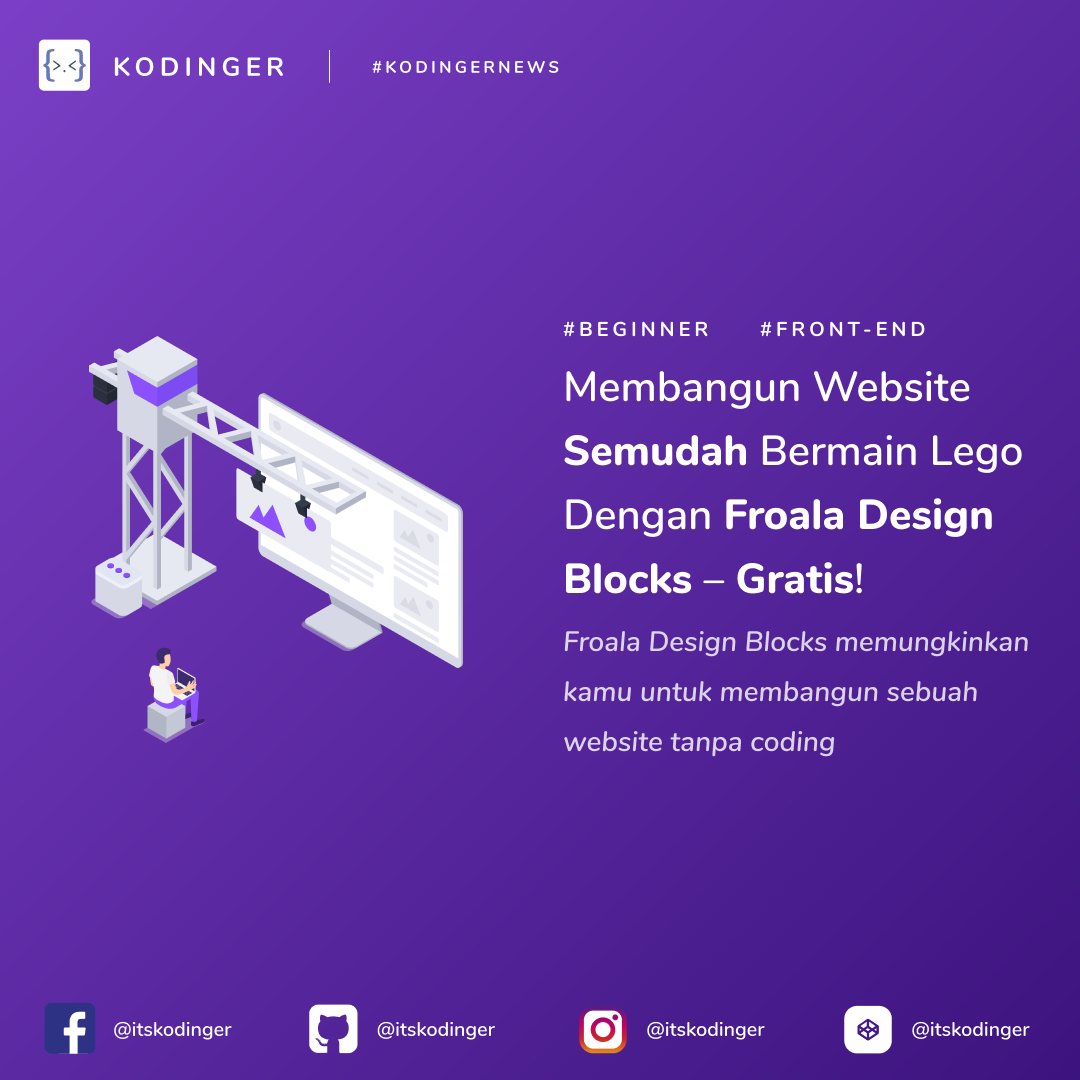 {>.<}
KODINGER
#KODINGERNEWS
#BEGINNER #FRONT-END
Membangun Website
Semudah Bermain Lego
Dengan Froala Design
Blocks – Gratis!
Froala Design Blocks memungkinkan
kamu untuk membangun sebuah
website tanpa coding
@itskodinger
@itskodinger
@itskodinger
@itskodinger